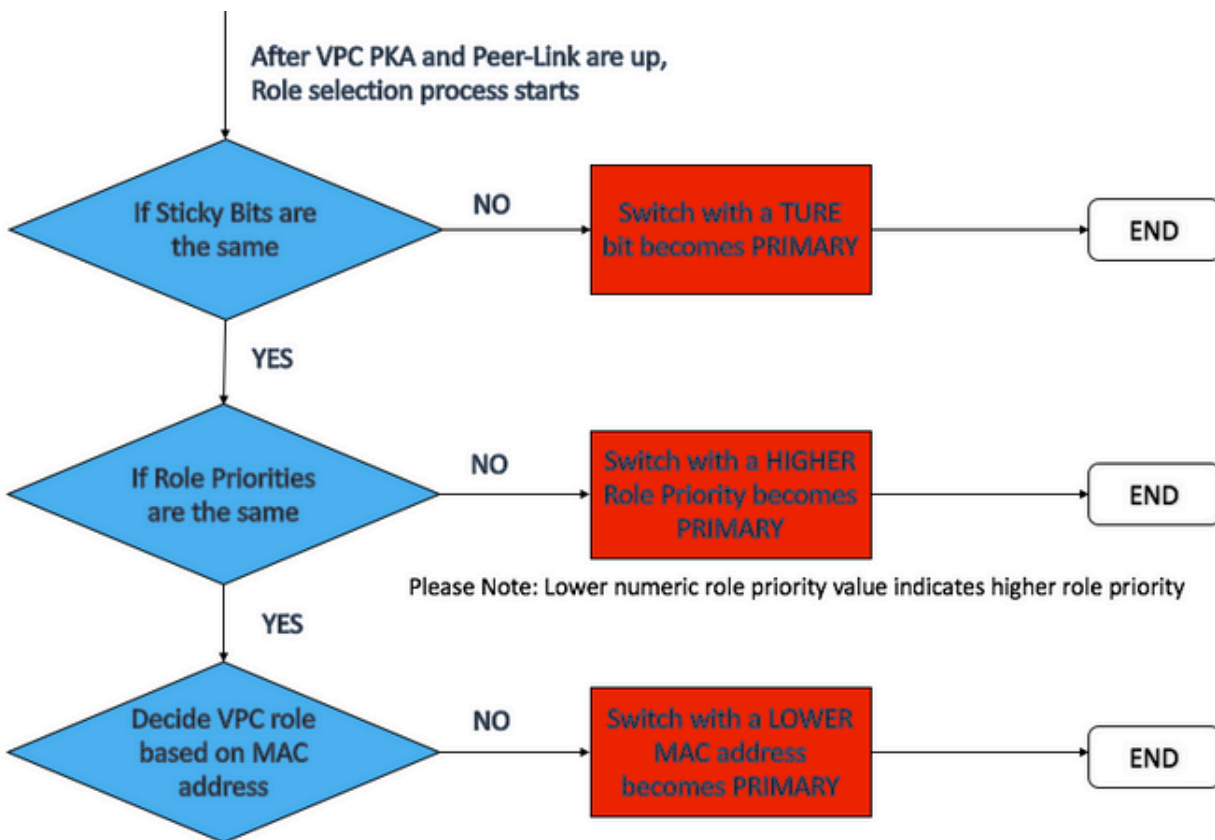 After VPC PKA and Peer-Link are up,
Role selection process starts
If Sticky Bits are
the same
NO
Switch with a TURE
bit becomes PRIMARY
END
YES
If Role Priorities
are the same
NO
Switch with a HIGHER
Role Priority becomes
PRIMARY
END
Please Note: Lower numeric role priority value indicates higher role priority
YES
Decide VPC role
based on MAC
address
NO
Switch with a LOWER
MAC address
becomes PRIMARY
END